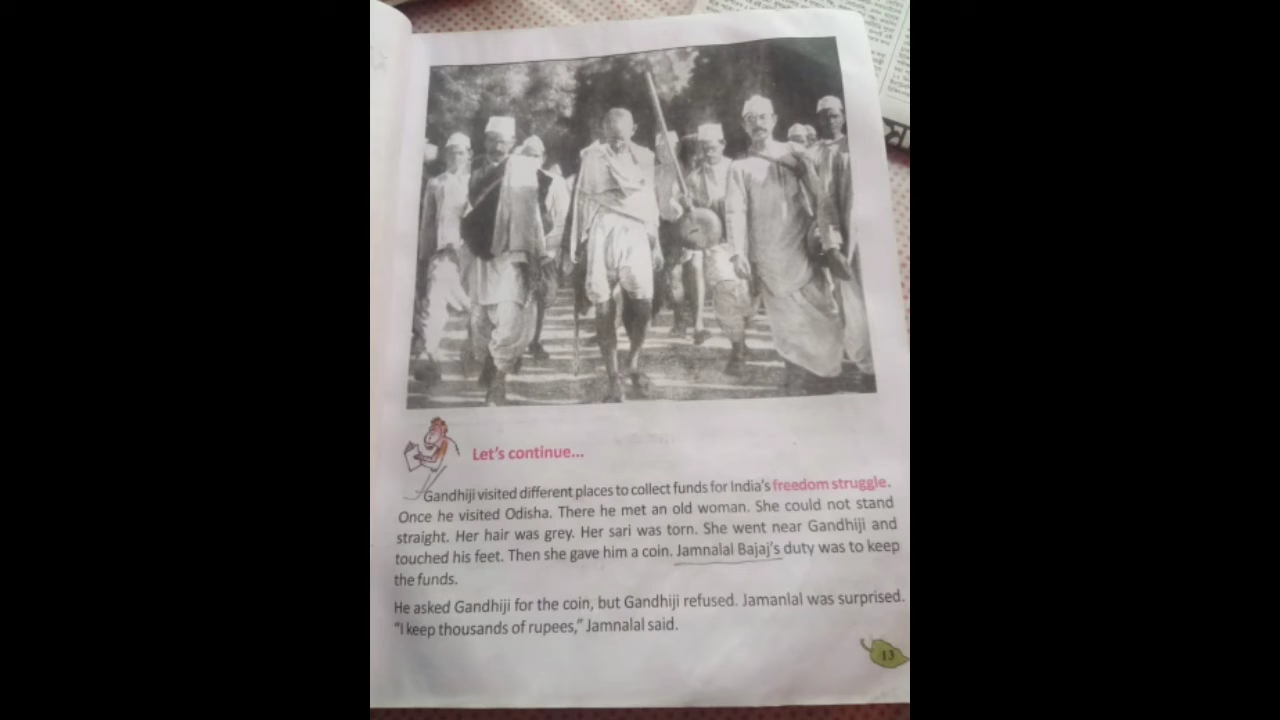 Let's continue...
Gandhiji visited different places to collect funds for India's freedom struggle.
Once he visited Odisha. There he met an old woman. She could not stand
straight. Her hair was grey. Her sari was torn. She went near Gandhiji and
touched his feet. Then she gave him a coin. Jamnalal Bajaj's duty was to keep
the funds.
He asked Gandhiji for the coin, but Gandhiji refused. Jamanlal was surprised.
"I keep thousands of rupees," Jamnalal said.
13